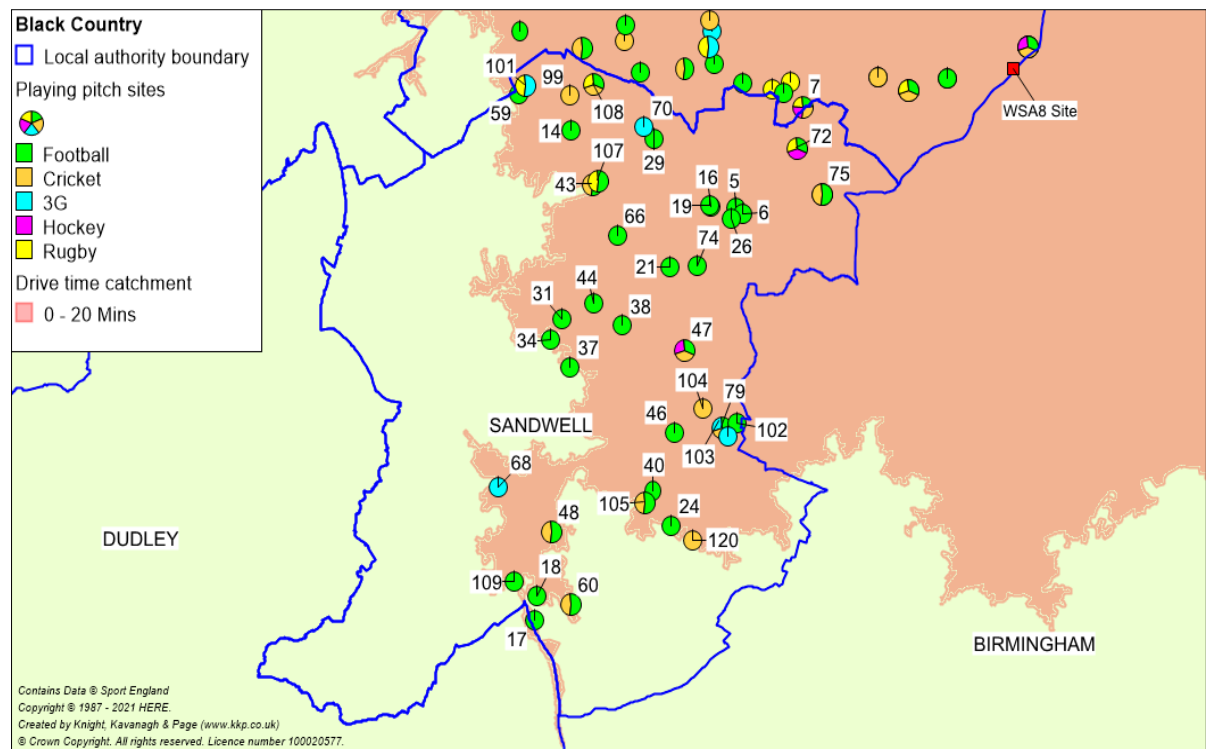 Black Country
Local authority boundary
Playing pitch sites
Football
Cricket
3G
Hockey
Rugby
Drive time catchment
0 - 20 Mins
101
99
108
70
7
WSA8 Site
59
14
107
29
72
43
16
5
75
19
6
66
26
74
21
44
31
38
34
37
47
104
79
46
SANDWELL
103
102
68
40
105
24
48
120
DUDLEY
109
18
60
17
BIRMINGHAM
Contains Data © Sport England
Copyright © 1987 - 2021 HERE.
Created by Knight, Kavanagh & Page (www.kkp.co.uk)
© Crown Copyright. All rights reserved. Licence number 100020577.